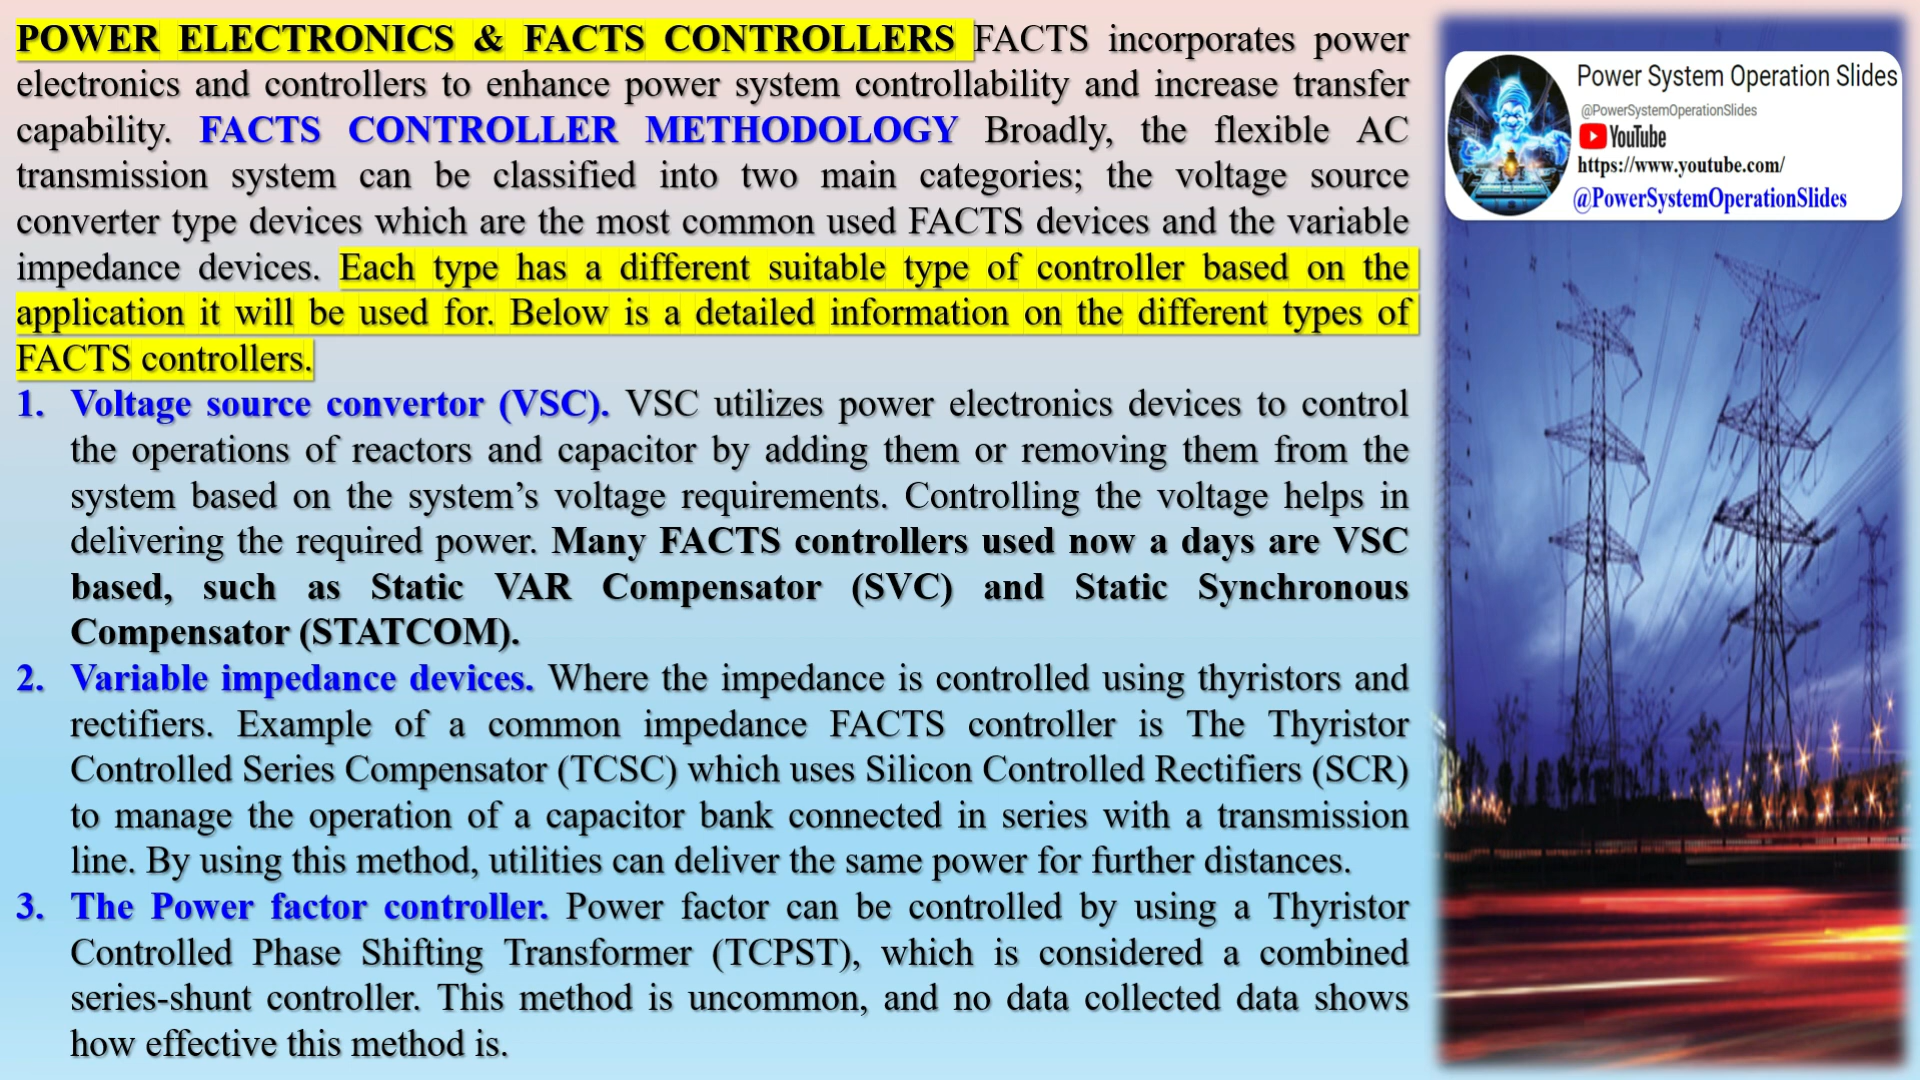 POWER ELECTRONICS & FACTS CONTROLLERS FACTS incorporates power
electronics and controllers to enhance power system controllability and increase transfer
capability. FACTS CONTROLLER METHODOLOGY Broadly, the flexible AC
transmission system can be classified into two main categories; the voltage source
converter type devices which are the most common used FACTS devices and the variable
impedance devices. Each type has a different suitable type of controller based on the
application it will be used for. Below is a detailed information on the different types of
FACTS controllers.
1. Voltage source convertor (VSC). VSC utilizes power electronics devices to control
the operations of reactors and capacitor by adding them or removing them from the
system based on the system’s voltage requirements. Controlling the voltage helps in
delivering the required power. Many FACTS controllers used now a days are VSC
based, such as Static VAR Compensator (SVC) and Static Synchronous
Compensator (STATCOM).
2. Variable impedance devices. Where the impedance is controlled using thyristors and
rectifiers. Example of a common impedance FACTS controller is The Thyristor
Controlled Series Compensator (TCSC) which uses Silicon Controlled Rectifiers (SCR)
to manage the operation of a capacitor bank connected in series with a transmission
line. By using this method, utilities can deliver the same power for further distances.
3. The Power factor controller. Power factor can be controlled by using a Thyristor
Controlled Phase Shifting Transformer (TCPST), which is considered a combined
series-shunt controller. This method is uncommon, and no data collected data shows
how effective this method is.
Power System Operation Slides
@PowerSystemOperationSlides
YouTube
https://www.youtube.com/
@PowerSystemOperationSlides